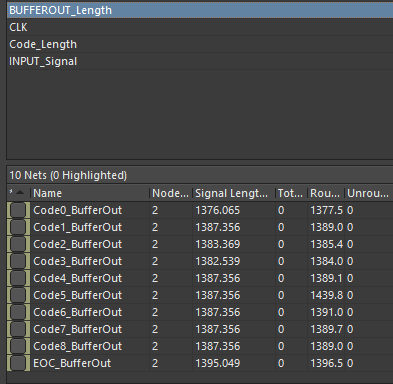 BUFFEROUT_Length
CLK
Code_Length
INPUT_Signal
10 Nets (0 Highlighted)
* Name Node... Signal Lengt... Tot... Rou... Unrou...
Code0_BufferOut 2 1376.065 0 1377.5 0
Code1_BufferOut 2 1387.356 0 1389.0 0
Code2_BufferOut 2 1383.369 0 1385.4 0
Code3_BufferOut 2 1382.539 0 1384.0 0
Code4_BufferOut 2 1387.356 0 1389.1 0
Code5_BufferOut 2 1387.356 0 1439.8 0
Code6_BufferOut 2 1387.356 0 1391.0 0
Code7_BufferOut 2 1387.356 0 1389.7 0
Code8_BufferOut 2 1387.356 0 1389.0 0
EOC_BufferOut 2 1395.049 0 1396.5 0